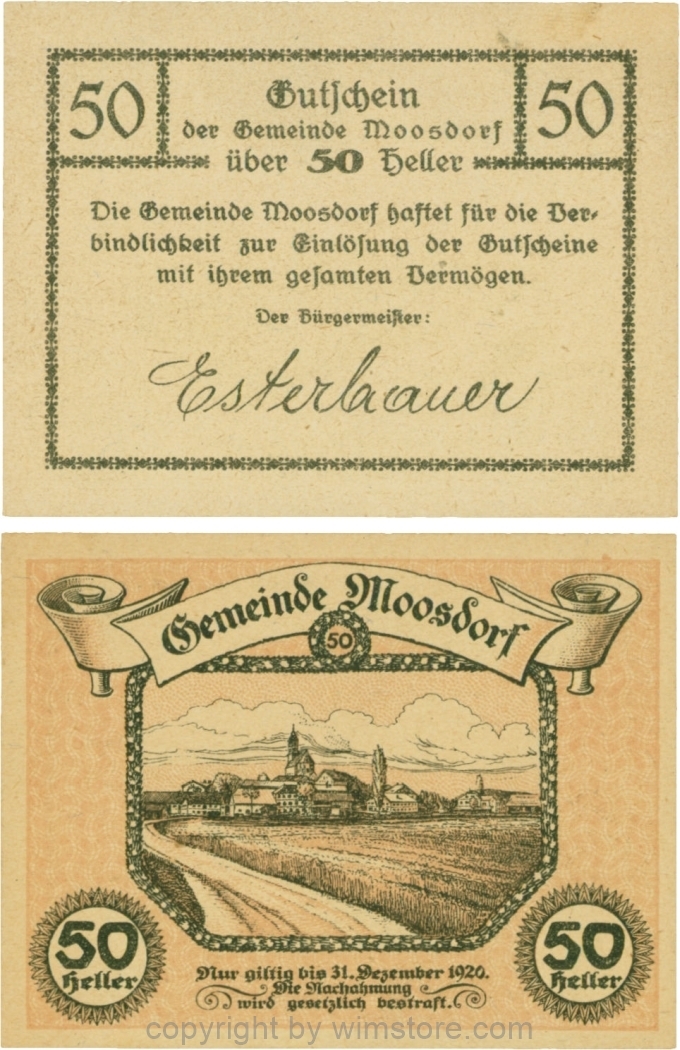 50
Gutschein
50
der Gemeinde Moosdorf
über 50 Heller
Die Gemeinde Moosdorf haftet für die Ver-
bindlichkeit zur Einlösung der Gutscheine
mit ihrem gesamten Vermögen.
Der Bürgermeister:
Esterbauer
Gemeinde Moosdorf
50
50
Heller
50
Heller
Nur giltig bis 31. Dezember 1920.
Die Nachahmung
wird gesetzlich bestraft.
copyright by wimstore.com